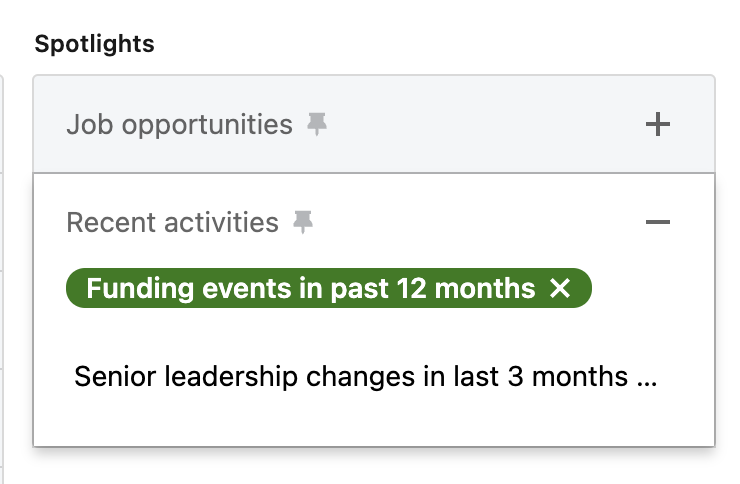 Spotlights
Job opportunities
Recent activities
Funding events in past 12 months
Senior leadership changes in last 3 months ...